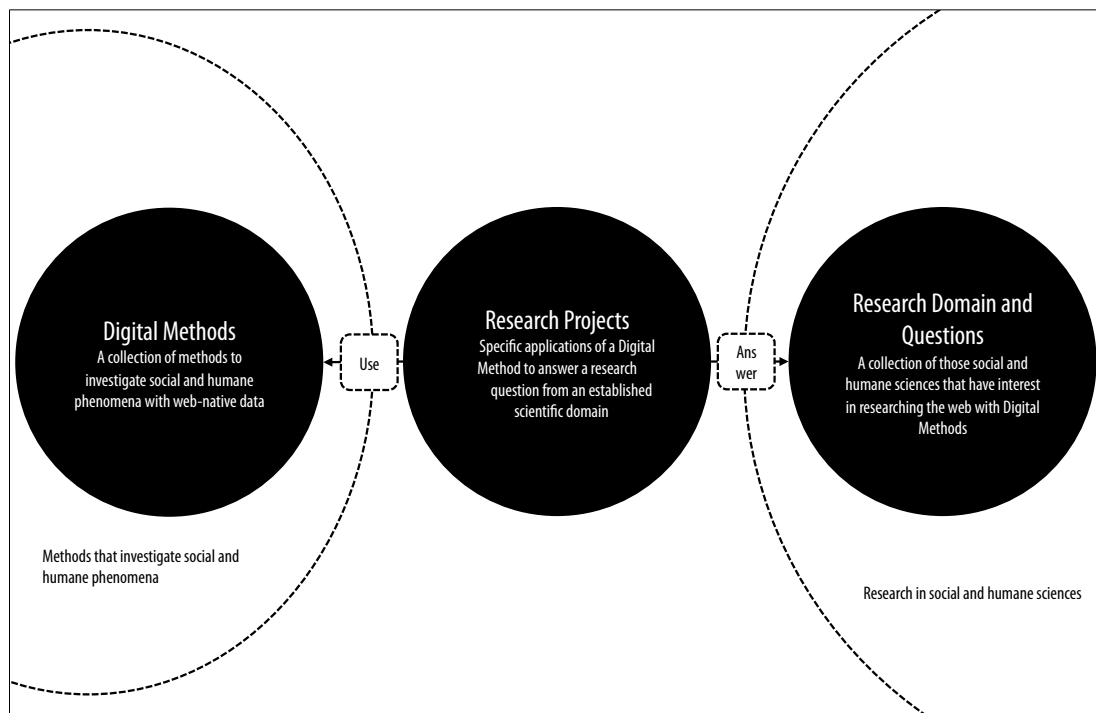 Digital Methods
A collection of methods to
investigate social and humane
phenomena with web-native data
Use
Research Projects
Specific applications of a Digital
Method to answer a research
question from an established
scientific domain
Ans
wer
Research Domain and
Questions
A collection of those social and
humane sciences that have interest
in researching the web with Digital
Methods
Methods that investigate social and
humane phenomena
Research in social and humane sciences